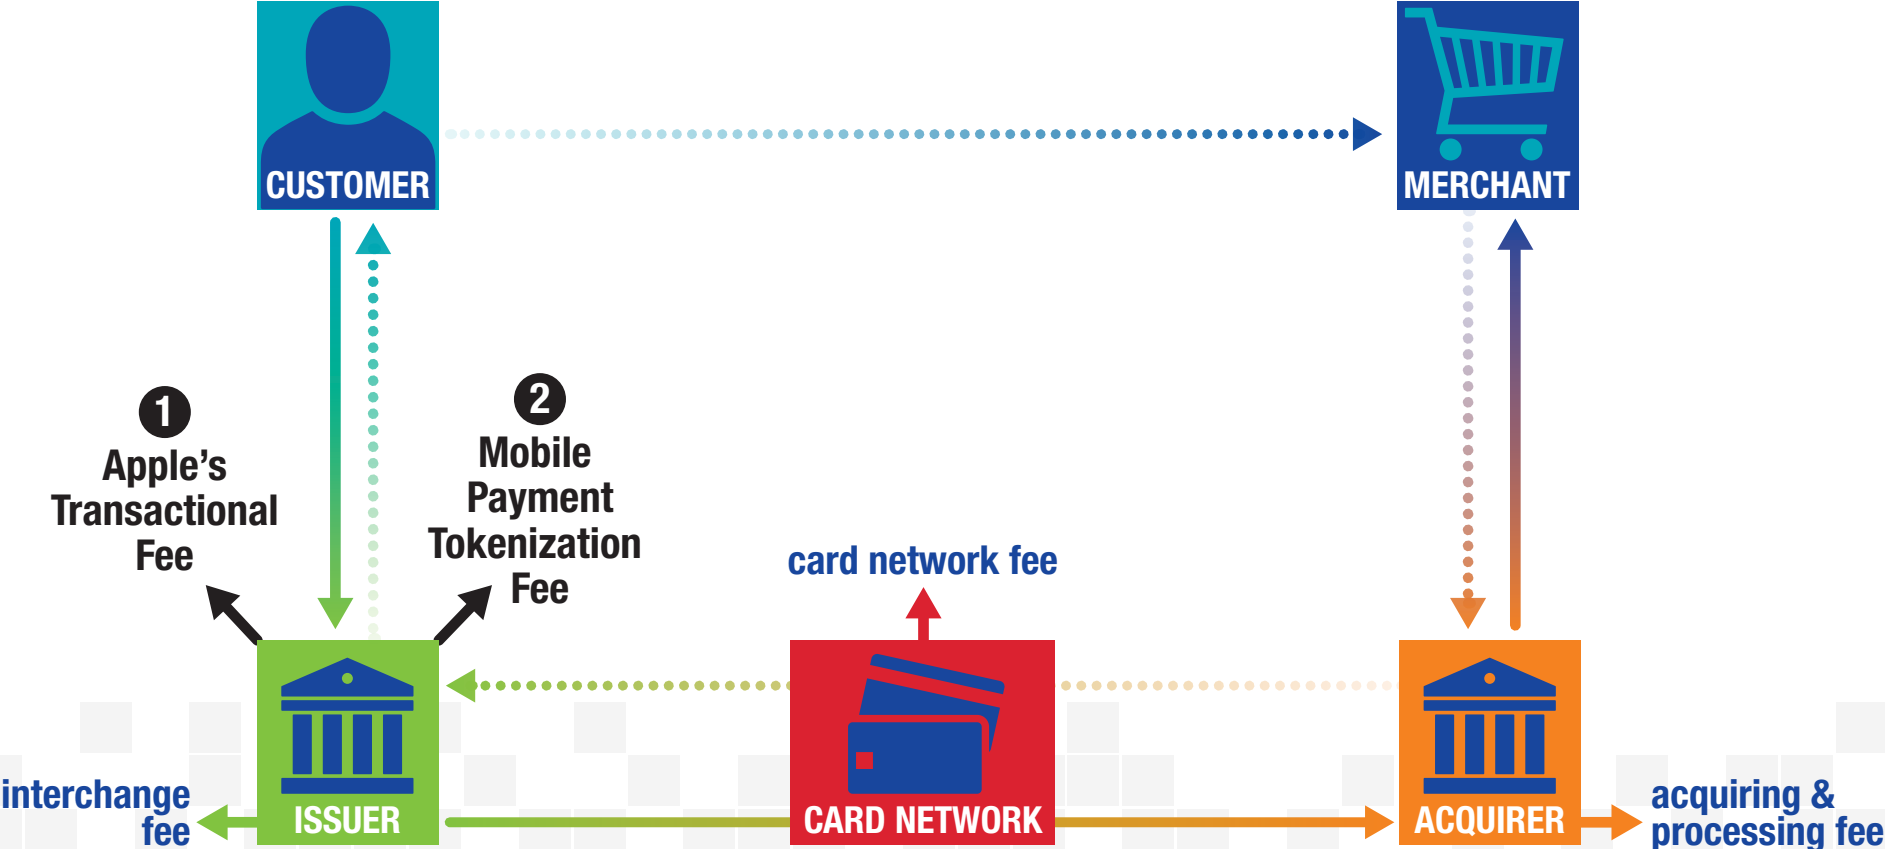 CUSTOMER
MERCHANT
1
Apple's
Transactional
Fee
2
Mobile
Payment
Tokenization
Fee
card network fee
interchange
fee
ISSUER
CARD NETWORK
ACQUIRER
acquiring &
processing fee